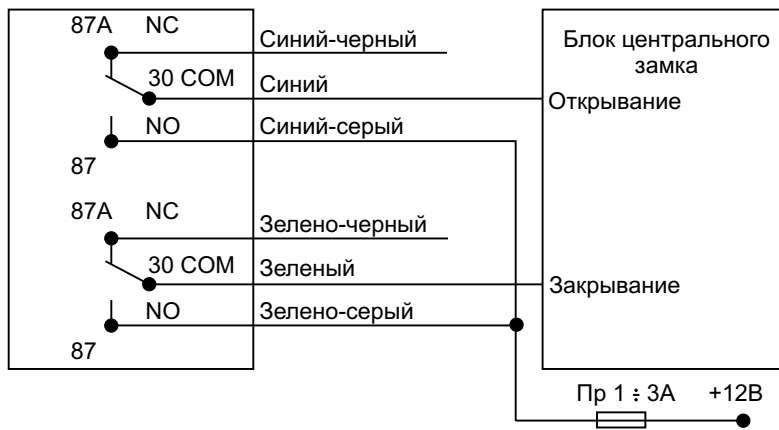 87A NC
Синий-черный
30 COM
Синий
NO
Синий-серый
87
87A NC
Зелено-черный
30 COM
Зеленый
NO
Зелено-серый
87
Блок центрального
замка
Открывание
Закрывание
Пр 1 ÷ 3А
+12В